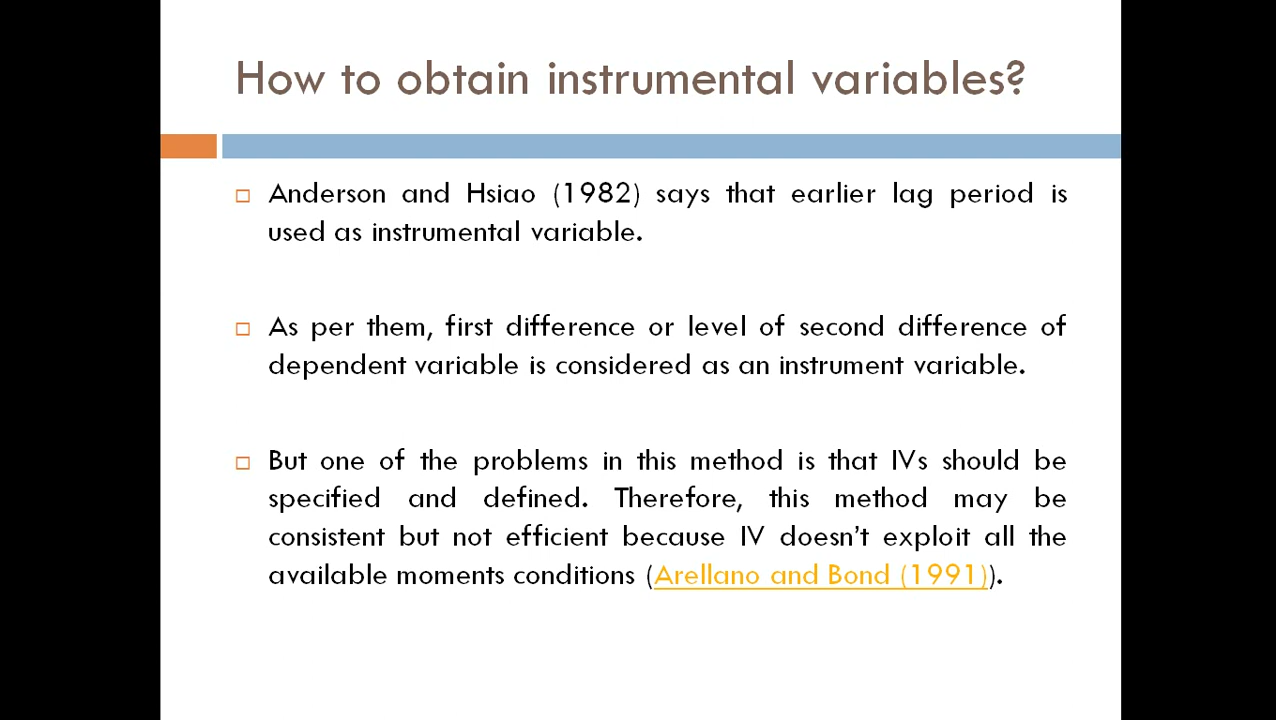 How to obtain instrumental variables?
Anderson and Hsiao (1982) says that earlier lag period is
used as instrumental variable.
As per them, first difference or level of second difference of
dependent variable is considered as an instrument variable.
But one of the problems in this method is that IVs should be
specified and defined. Therefore, this method may be
consistent but not efficient because IV doesn’t exploit all the
available moments conditions (Arellano and Bond (1991)).